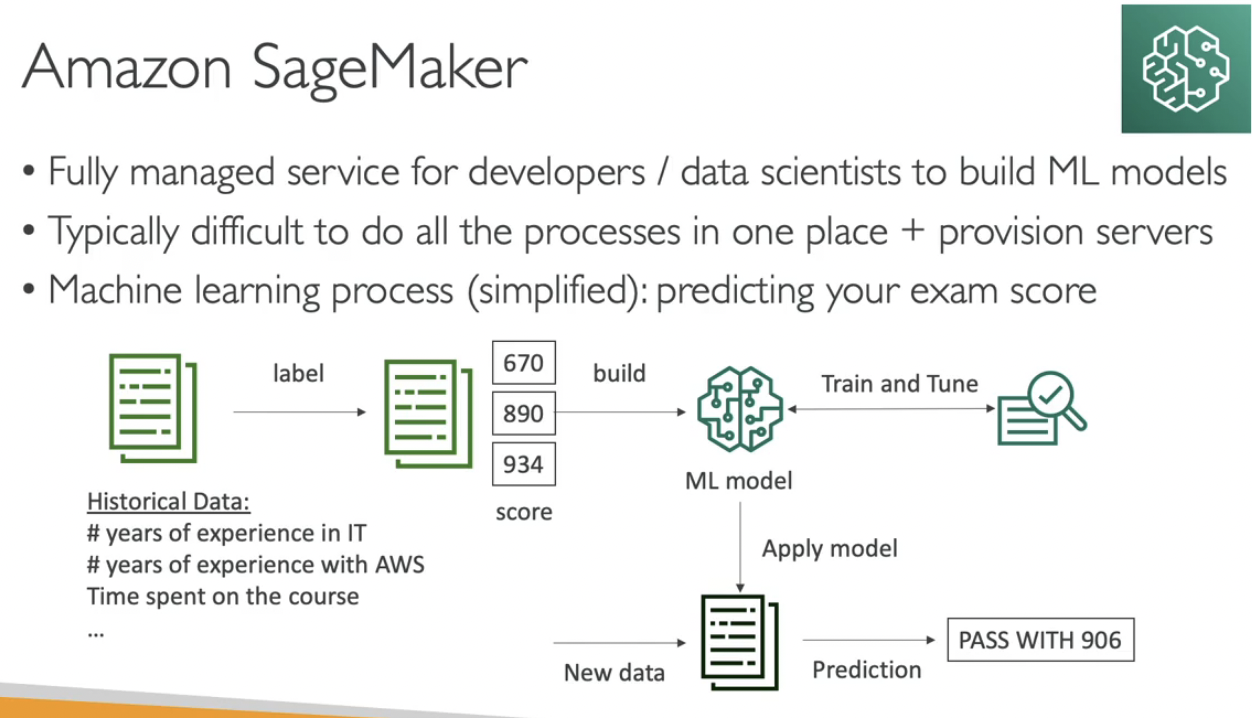 Amazon SageMaker
• Fully managed service for developers / data scientists to build ML models
• Typically difficult to do all the processes in one place + provision servers
• Machine learning process (simplified): predicting your exam score
label
670
890
934
score
build
Train and Tune
ML model
Historical Data:
# years of experience in IT
# years of experience with AWS
Time spent on the course
...
Apply model
New data
Prediction
PASS WITH 906